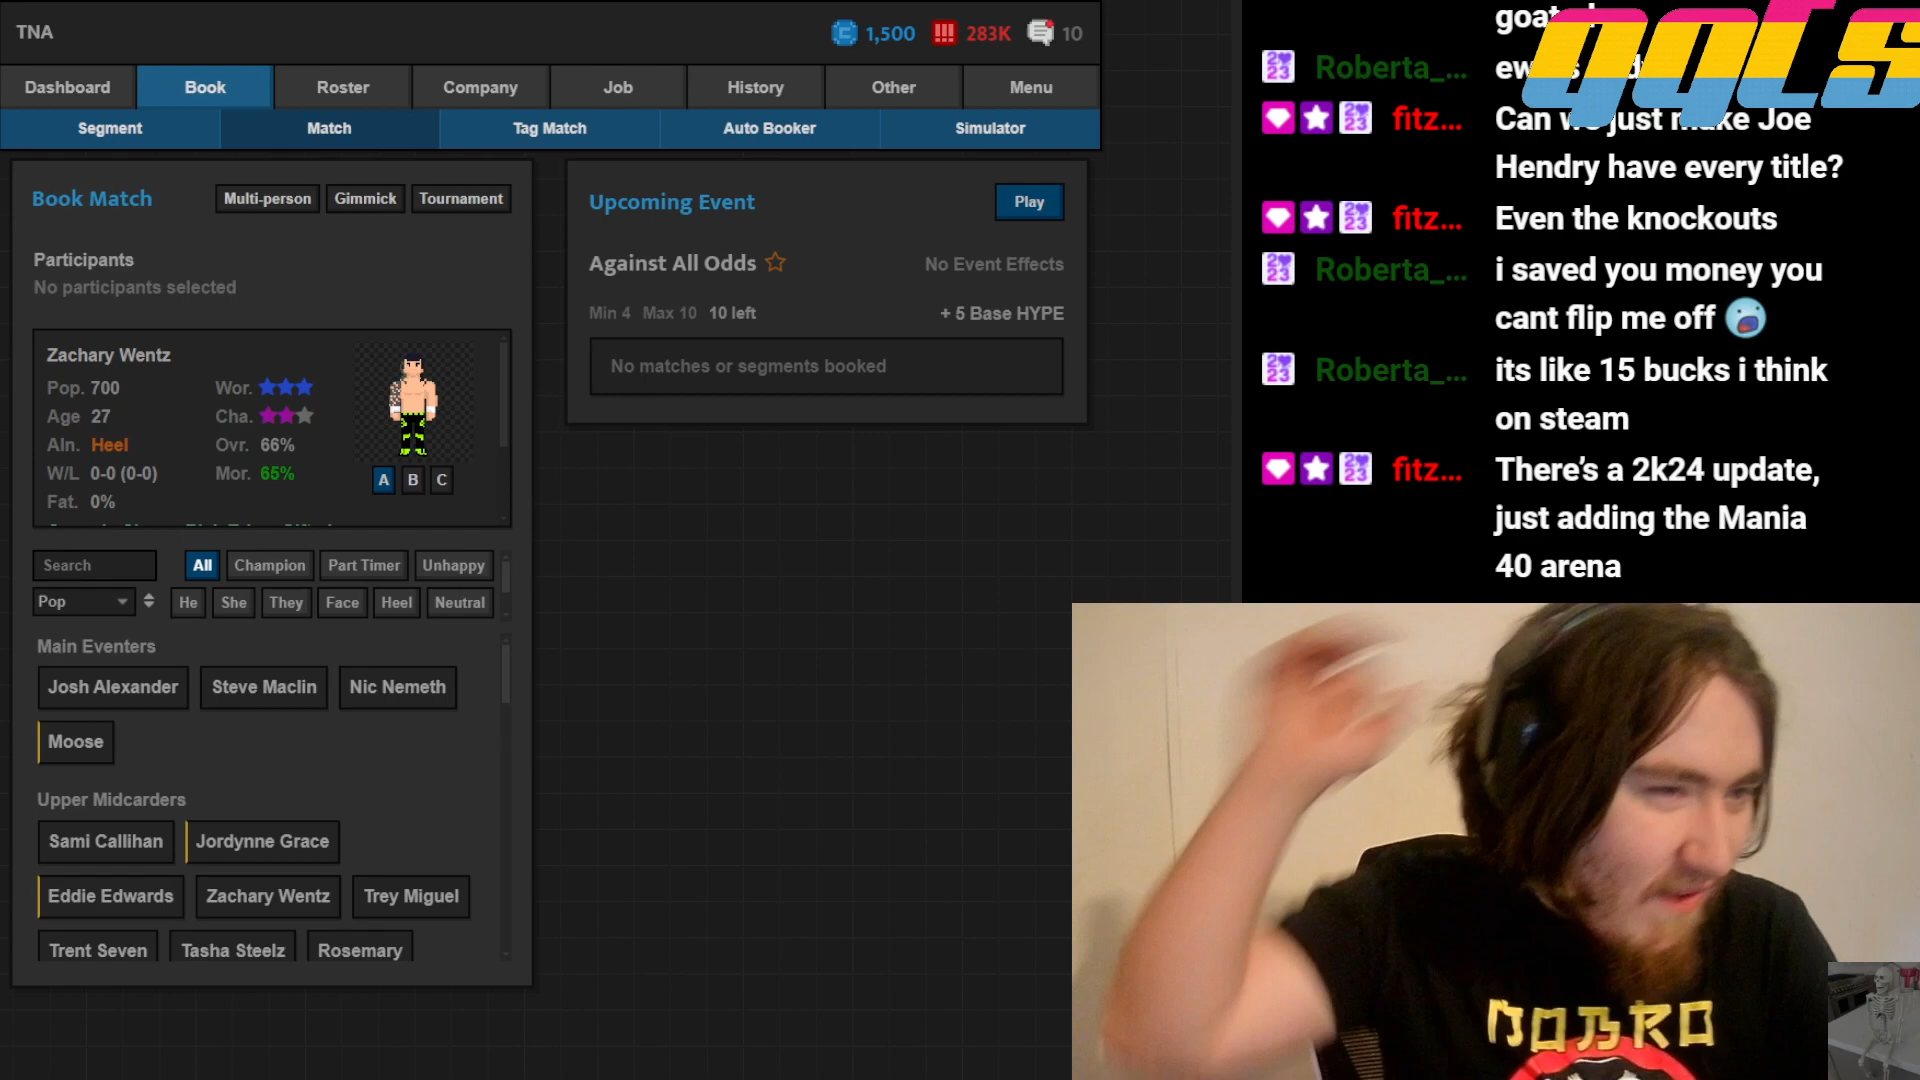 TNA
1,500
283K
10
Dashboard
Book
Roster
Company
Job
History
Other
Menu
Segment
Match
Tag Match
Auto Booker
Simulator
Book Match
Multi-person
Gimmick
Tournament
Participants
No participants selected
Zachary Wentz
Pop. 700
Wor.
Age 27
Cha.
Aln. Heel
Ovr. 66%
W/L 0-0 (0-0)
Mor. 65%
Fat. 0%
A
B
C
Search
All
Champion
Part Timer
Unhappy
Pop
He
She
They
Face
Heel
Neutral
Main Eventers
Josh Alexander
Steve Maclin
Nic Nemeth
Moose
Upper Midcarders
Sami Callihan
Jordynne Grace
Eddie Edwards
Zachary Wentz
Trey Miguel
Trent Seven
Tasha Steelz
Rosemary
Upcoming Event
Play
Against All Odds
No Event Effects
Min 4 Max 10 10 left
+ 5 Base HYPE
No matches or segments booked
Roberta_...
fitz... Can we just make Joe
Hendry have every title?
fitz... Even the knockouts
Roberta_... i saved you money you
cant flip me off
Roberta_... its like 15 bucks i think
on steam
fitz... There's a 2k24 update,
just adding the Mania
40 arena
NOBRO